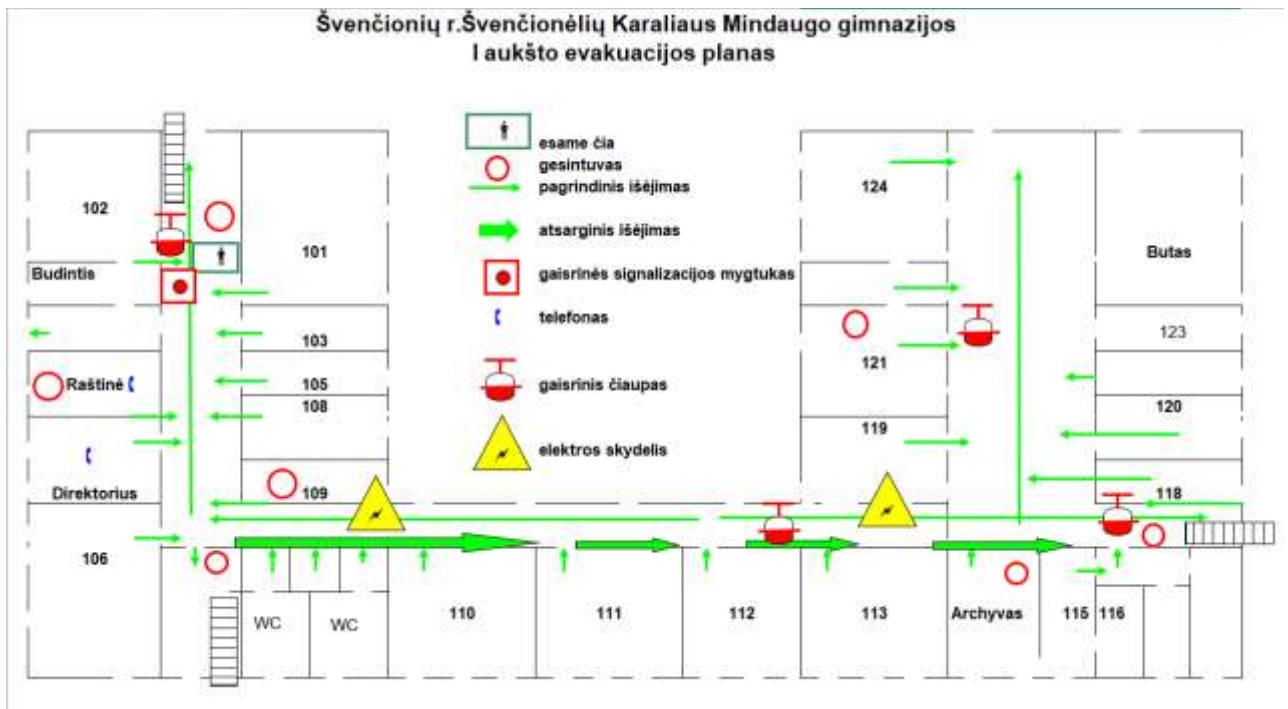 Švenčionių r.Švenčionėlių Karaliaus Mindaugo gimnazijos
I aukšto evakuacijos planas
esame čia
gesintuvas
pagrindinis išėjimas
atsarginis išėjimas
gaisrinės signalizacijos mygtukas
telefonas
gaisrinis čiaupas
elektros skydelis
102
101
Budintis
103
Raštinė
105
108
Direktorius
109
106
WC
WC
110
111
112
113
Archyvas
115
116
124
121
119
Butas
123
120
118